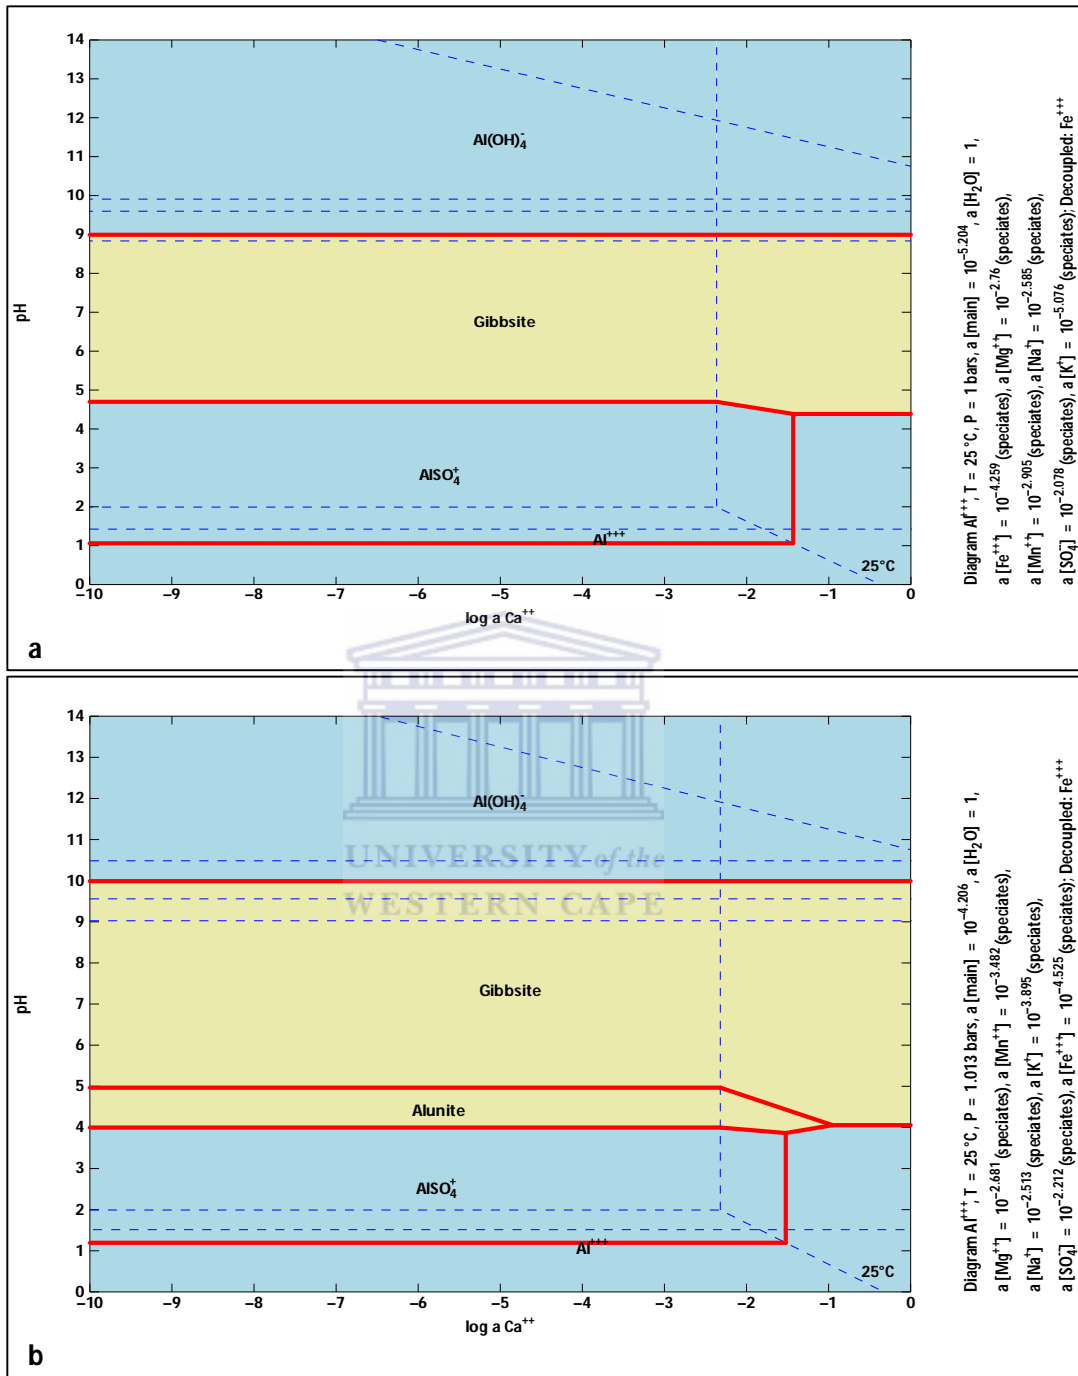 14
13
12
11
10
9
8
7
6
5
4
3
2
1
0
pH
Al(OH)₄⁻
Gibbsite
AlSO₄⁺
Al⁺⁺⁺
25°C
−10 −9 −8 −7 −6 −5 −4 −3 −2 −1 0
log a Ca⁺⁺
a
Diagram Al⁺⁺⁺, T = 25 °C, P = 1 bars, a [main] = 10⁻⁵·²⁰⁴, a [H₂O] = 1,
a [Fe⁺⁺⁺] = 10⁻⁴·²⁵⁹ (speciates), a [Mg⁺⁺] = 10⁻²·⁷⁶ (speciates),
a [Mn⁺⁺] = 10⁻²·⁹⁰⁵ (speciates), a [Na⁺] = 10⁻²·⁵⁸⁵ (speciates),
a [SO₄⁻⁻] = 10⁻²·⁰⁷⁸ (speciates), a [K⁺] = 10⁻⁵·⁰⁷⁶ (speciates); Decoupled: Fe⁺⁺⁺
14
13
12
11
10
9
8
7
6
5
4
3
2
1
0
pH
Al(OH)₄⁻
UNIVERSITY of the
WESTERN CAPE
Gibbsite
Alunite
AlSO₄⁺
Al⁺⁺⁺
25°C
−10 −9 −8 −7 −6 −5 −4 −3 −2 −1 0
log a Ca⁺⁺
b
Diagram Al⁺⁺⁺, T = 25 °C, P = 1.013 bars, a [main] = 10⁻⁴·²⁰⁶, a [H₂O] = 1,
a [Mg⁺⁺] = 10⁻²·⁶⁸¹ (speciates), a [Mn⁺⁺] = 10⁻³·⁴⁸² (speciates),
a [Na⁺] = 10⁻²·⁵¹³ (speciates), a [K⁺] = 10⁻³·⁸⁹⁵ (speciates),
a [SO₄⁻⁻] = 10⁻²·²¹² (speciates), a [Fe⁺⁺⁺] = 10⁻⁴·⁵²⁵ (speciates); Decoupled: Fe⁺⁺⁺